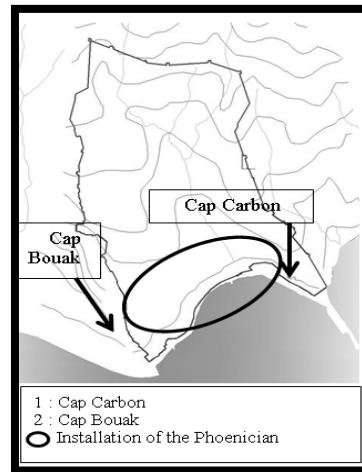 Cap Carbon
Cap
Bouak
1 : Cap Carbon
2 : Cap Bouak
Installation of the Phoenician